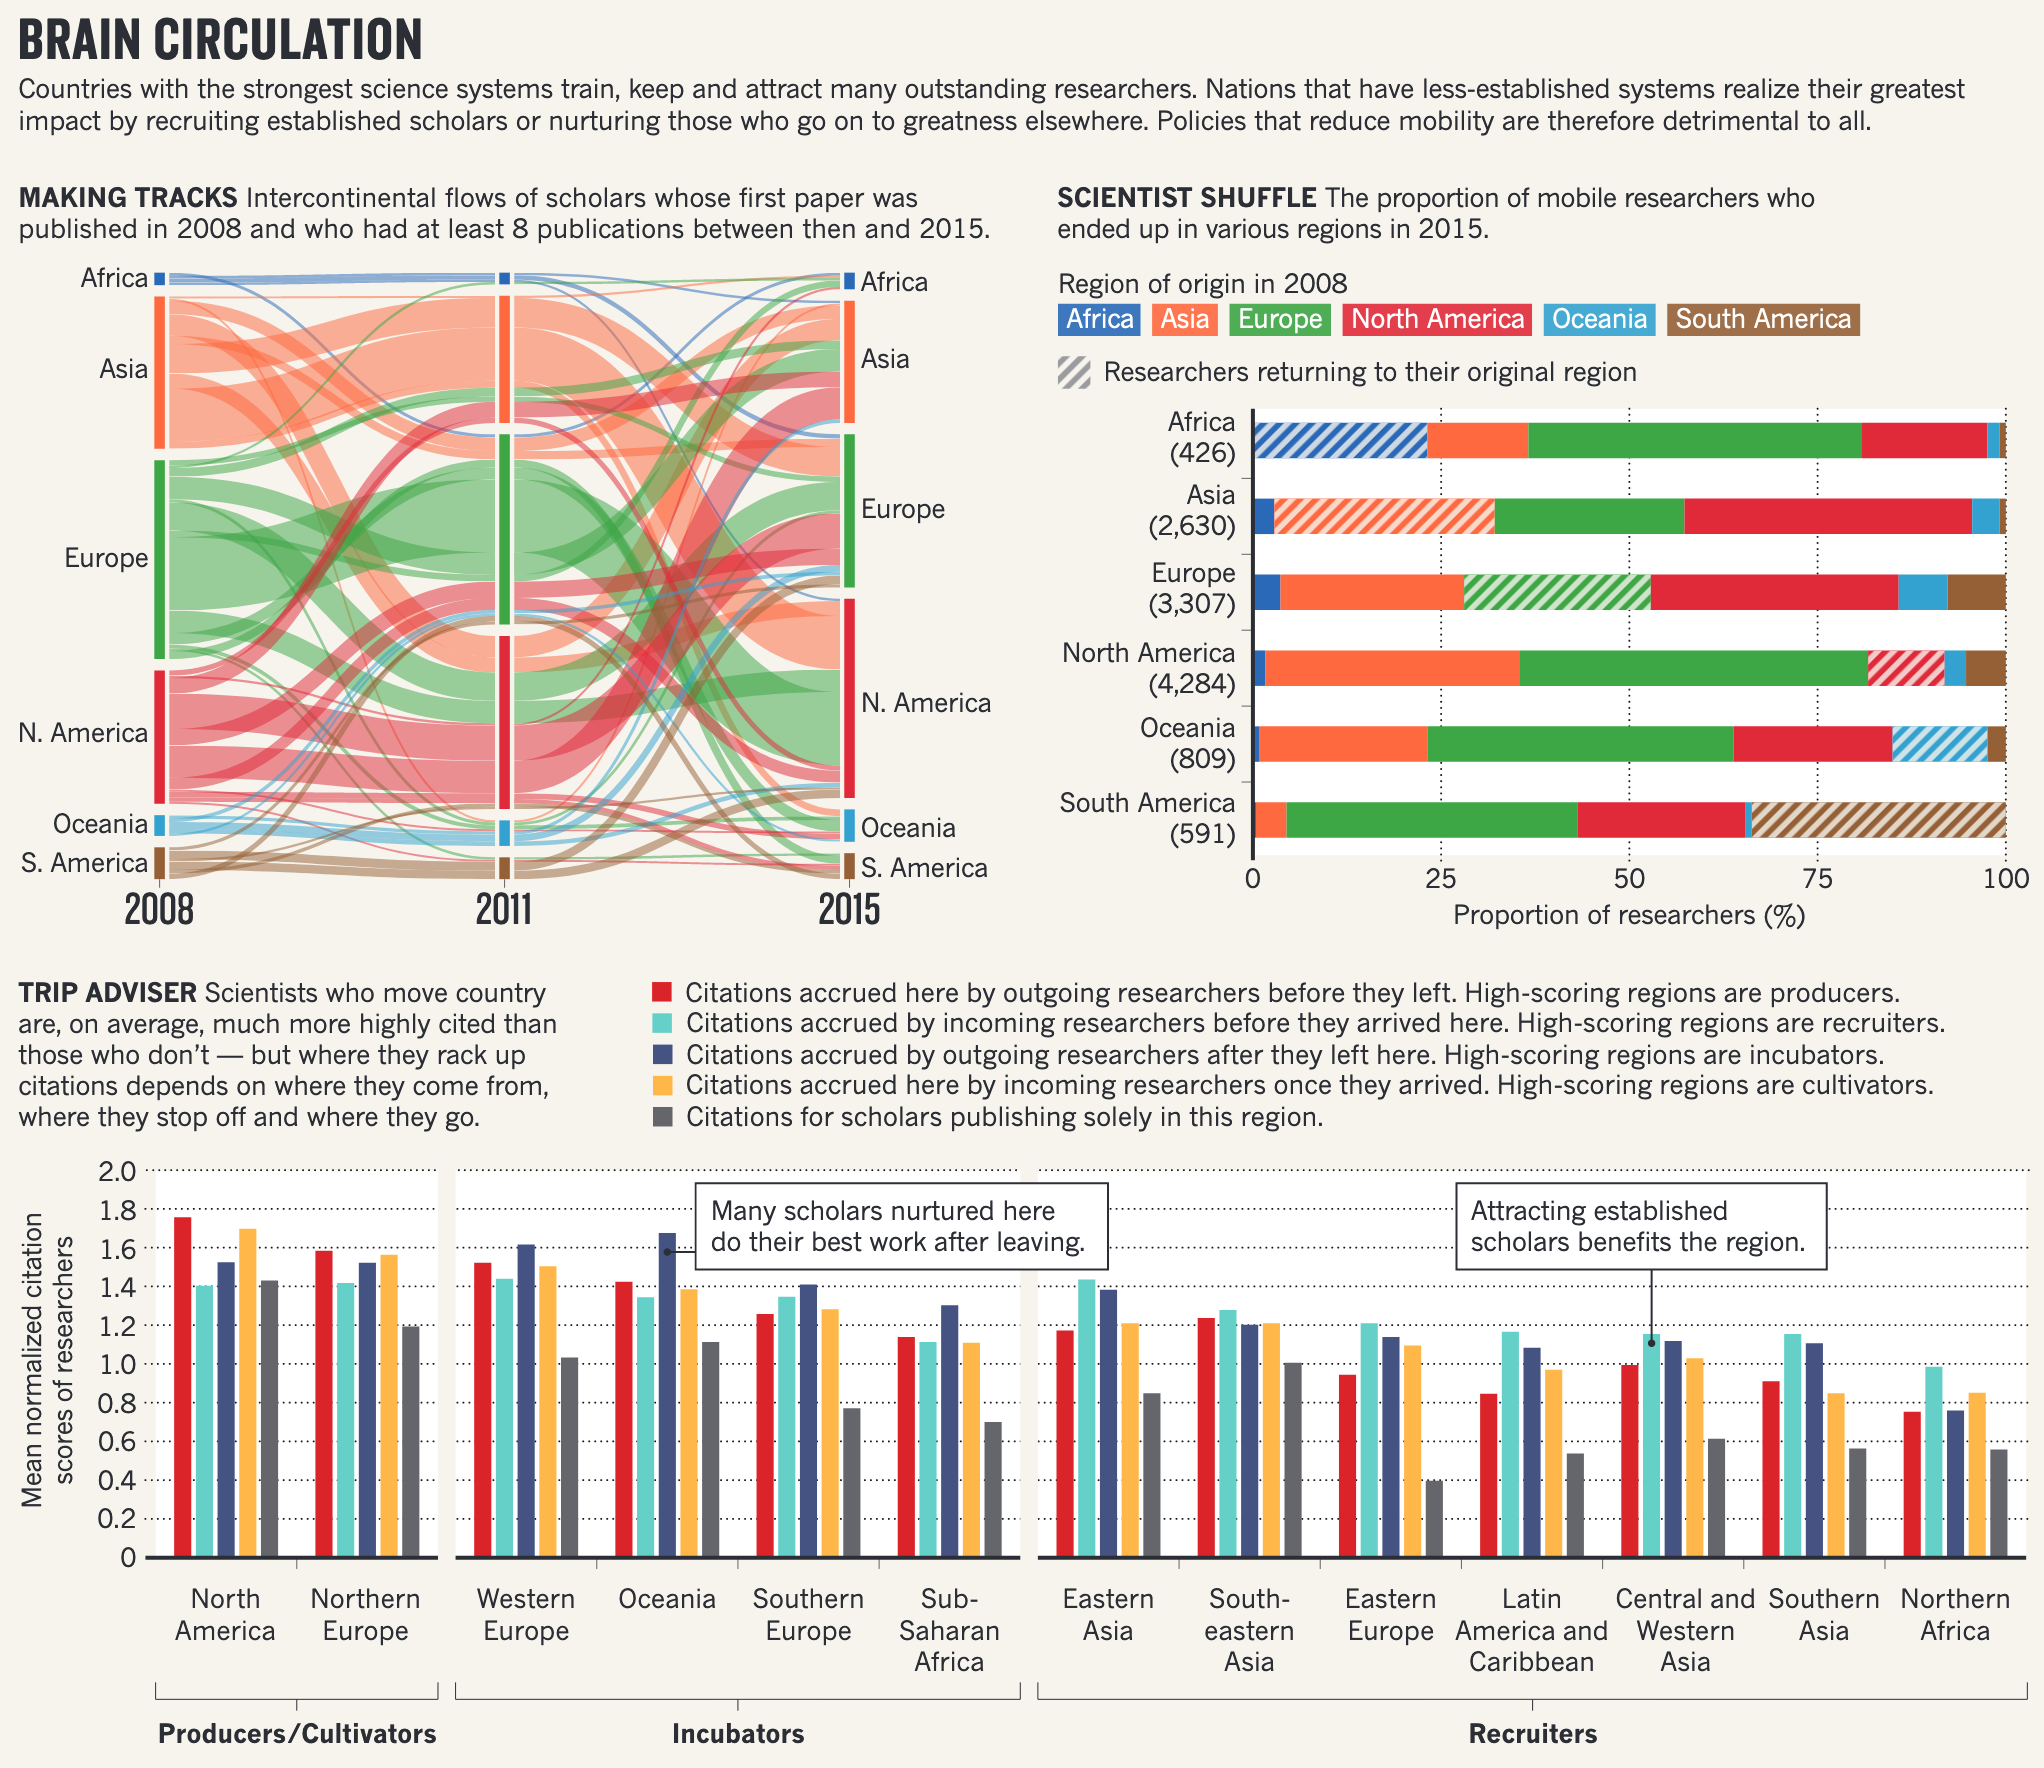 BRAIN CIRCULATION
Countries with the strongest science systems train, keep and attract many outstanding researchers. Nations that have less-established systems realize their greatest
impact by recruiting established scholars or nurturing those who go on to greatness elsewhere. Policies that reduce mobility are therefore detrimental to all.
MAKING TRACKS Intercontinental flows of scholars whose first paper was
published in 2008 and who had at least 8 publications between then and 2015.
Africa
Asia
Europe
N. America
Oceania
S. America
Africa
Asia
Europe
N. America
Oceania
S. America
2008
2011
2015
SCIENTIST SHUFFLE The proportion of mobile researchers who
ended up in various regions in 2015.
Region of origin in 2008
Africa
Asia
Europe
North America
Oceania
South America
Researchers returning to their original region
Africa
(426)
Asia
(2,630)
Europe
(3,307)
North America
(4,284)
Oceania
(809)
South America
(591)
0
25
50
75
100
Proportion of researchers (%)
TRIP ADVISER Scientists who move country
are, on average, much more highly cited than
those who don't — but where they rack up
citations depends on where they come from,
where they stop off and where they go.
Citations accrued here by outgoing researchers before they left. High-scoring regions are producers.
Citations accrued by incoming researchers before they arrived here. High-scoring regions are recruiters.
Citations accrued by outgoing researchers after they left here. High-scoring regions are incubators.
Citations accrued here by incoming researchers once they arrived. High-scoring regions are cultivators.
Citations for scholars publishing solely in this region.
Mean normalized citation
scores of researchers
2.0
1.8
1.6
1.4
1.2
1.0
0.8
0.6
0.4
0.2
0
Many scholars nurtured here
do their best work after leaving.
Attracting established
scholars benefits the region.
North
America
Northern
Europe
Western
Europe
Oceania
Southern
Europe
Sub-
Saharan
Africa
Eastern
Asia
South-
eastern
Asia
Eastern
Europe
Latin
America and
Caribbean
Central and
Western
Asia
Southern
Asia
Northern
Africa
Producers/Cultivators
Incubators
Recruiters